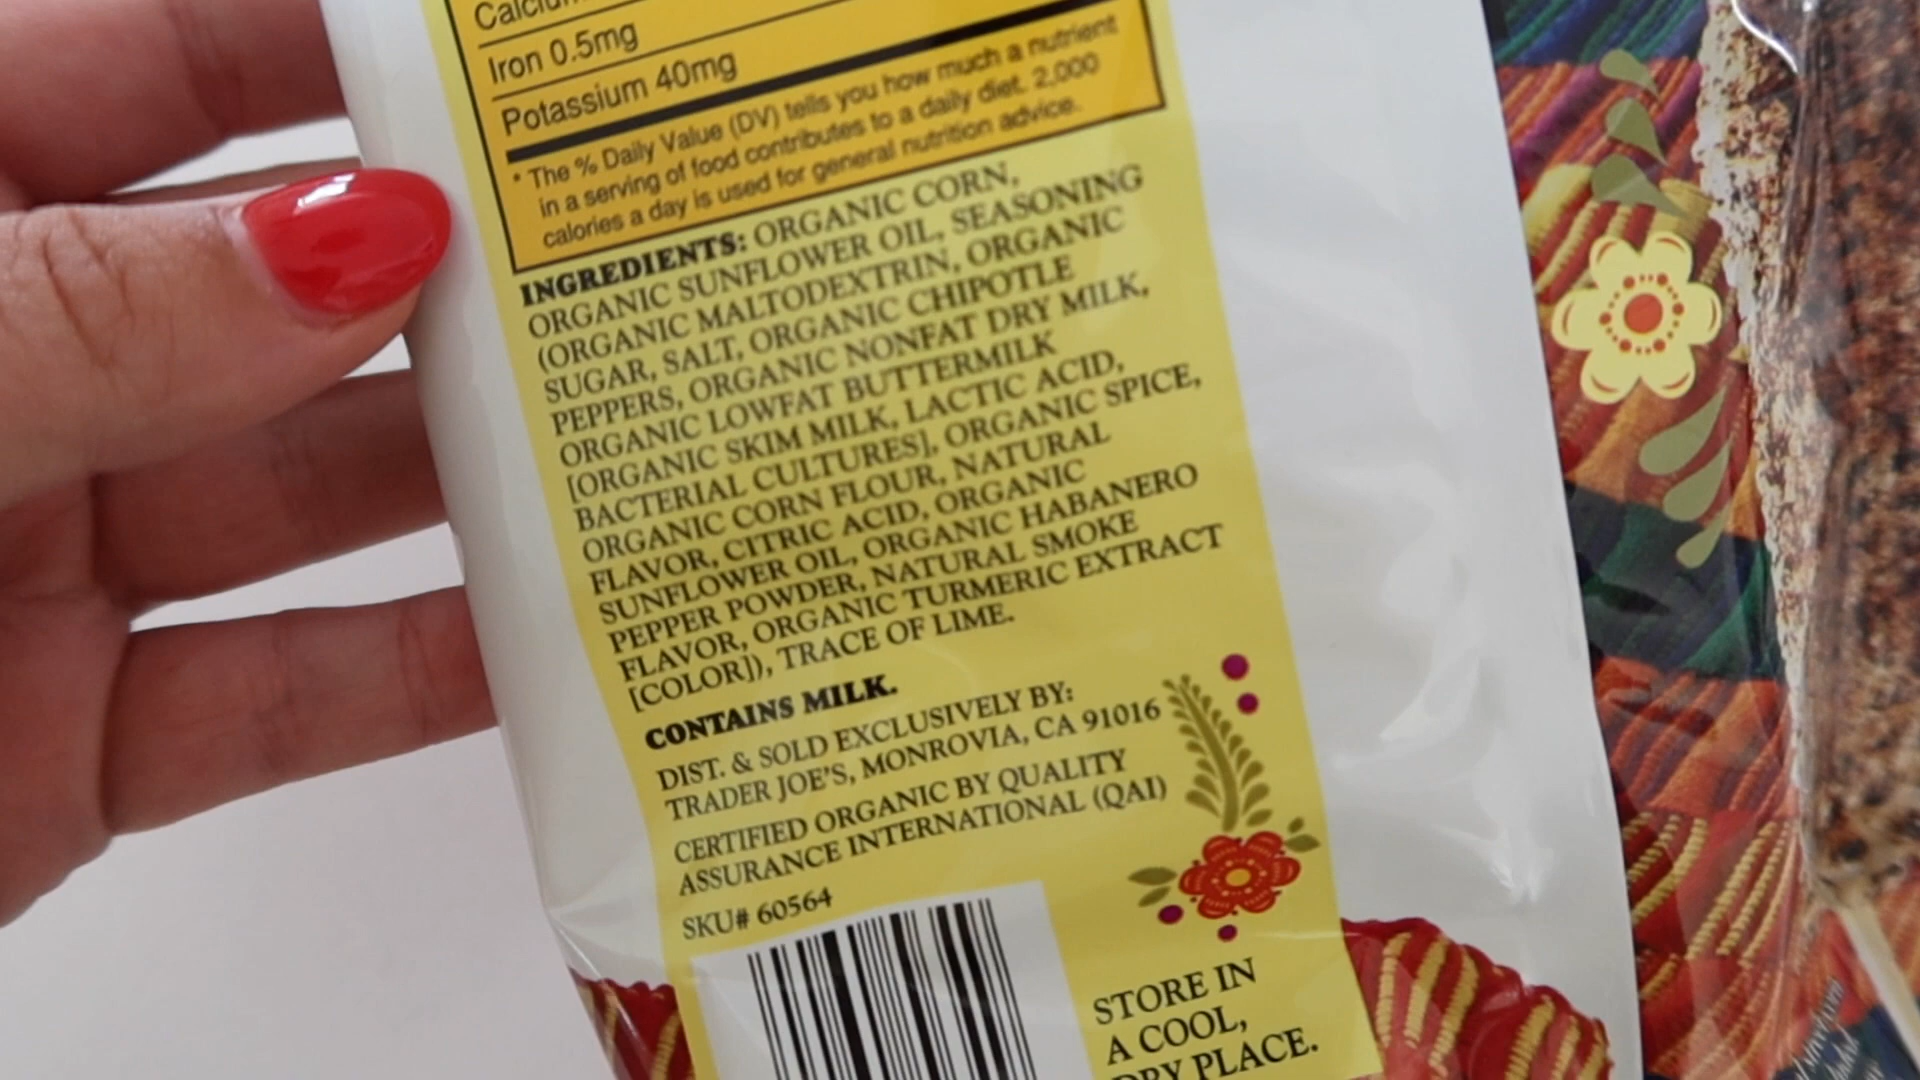 Calcium
Iron 0.5mg
Potassium 40mg
* The % Daily Value (DV) tells you how much a nutrient
in a serving of food contributes to a daily diet. 2,000
calories a day is used for general nutrition advice.
INGREDIENTS: ORGANIC CORN,
ORGANIC SUNFLOWER OIL, SEASONING
(ORGANIC MALTODEXTRIN, ORGANIC
SUGAR, SALT, ORGANIC CHIPOTLE
PEPPERS, ORGANIC NONFAT DRY MILK,
ORGANIC LOWFAT BUTTERMILK
[ORGANIC SKIM MILK, LACTIC ACID,
BACTERIAL CULTURES], ORGANIC SPICE,
ORGANIC CORN FLOUR, NATURAL
FLAVOR, CITRIC ACID, ORGANIC
SUNFLOWER OIL, ORGANIC HABANERO
PEPPER POWDER, NATURAL SMOKE
FLAVOR, ORGANIC TURMERIC EXTRACT
[COLOR]), TRACE OF LIME.
CONTAINS MILK.
DIST. & SOLD EXCLUSIVELY BY:
TRADER JOE'S, MONROVIA, CA 91016
CERTIFIED ORGANIC BY QUALITY
ASSURANCE INTERNATIONAL (QAI)
SKU# 60564
STORE IN
A COOL,
DRY PLACE.